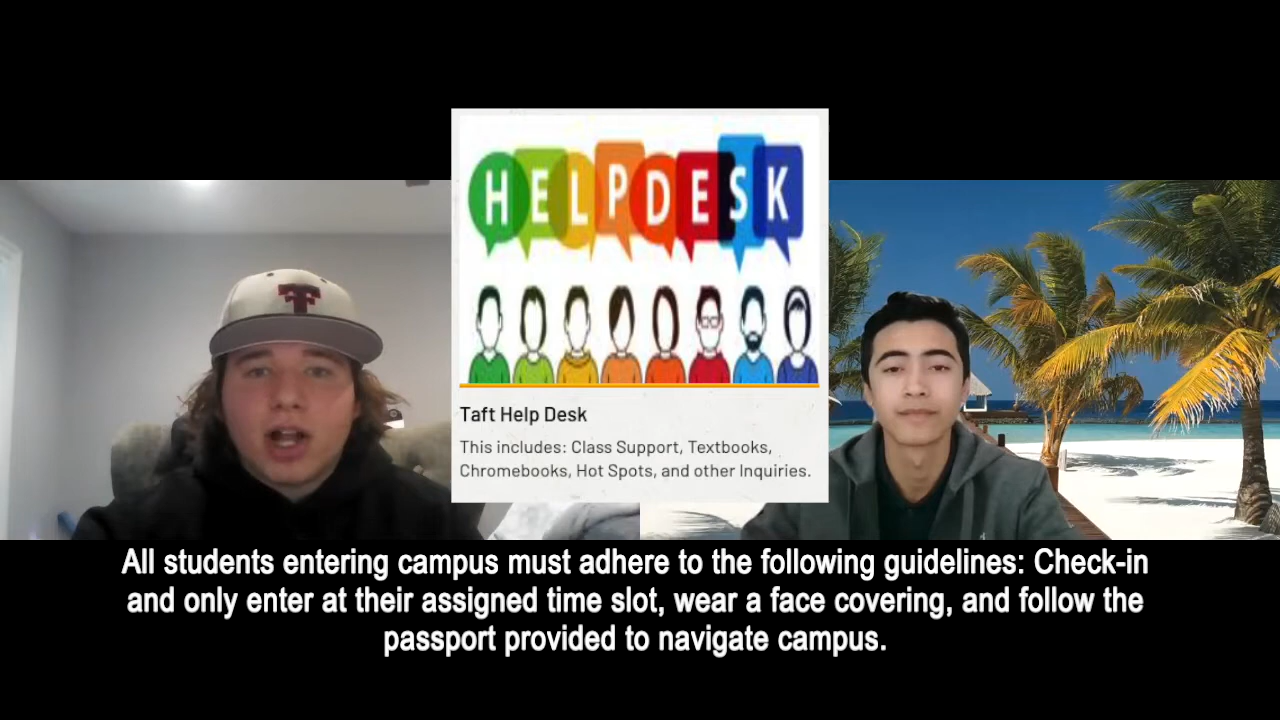 HELPDESK
T
Taft Help Desk
This includes: Class Support, Textbooks,
Chromebooks, Hot Spots, and other Inquiries.
All students entering campus must adhere to the following guidelines: Check-in
and only enter at their assigned time slot, wear a face covering, and follow the
passport provided to navigate campus.